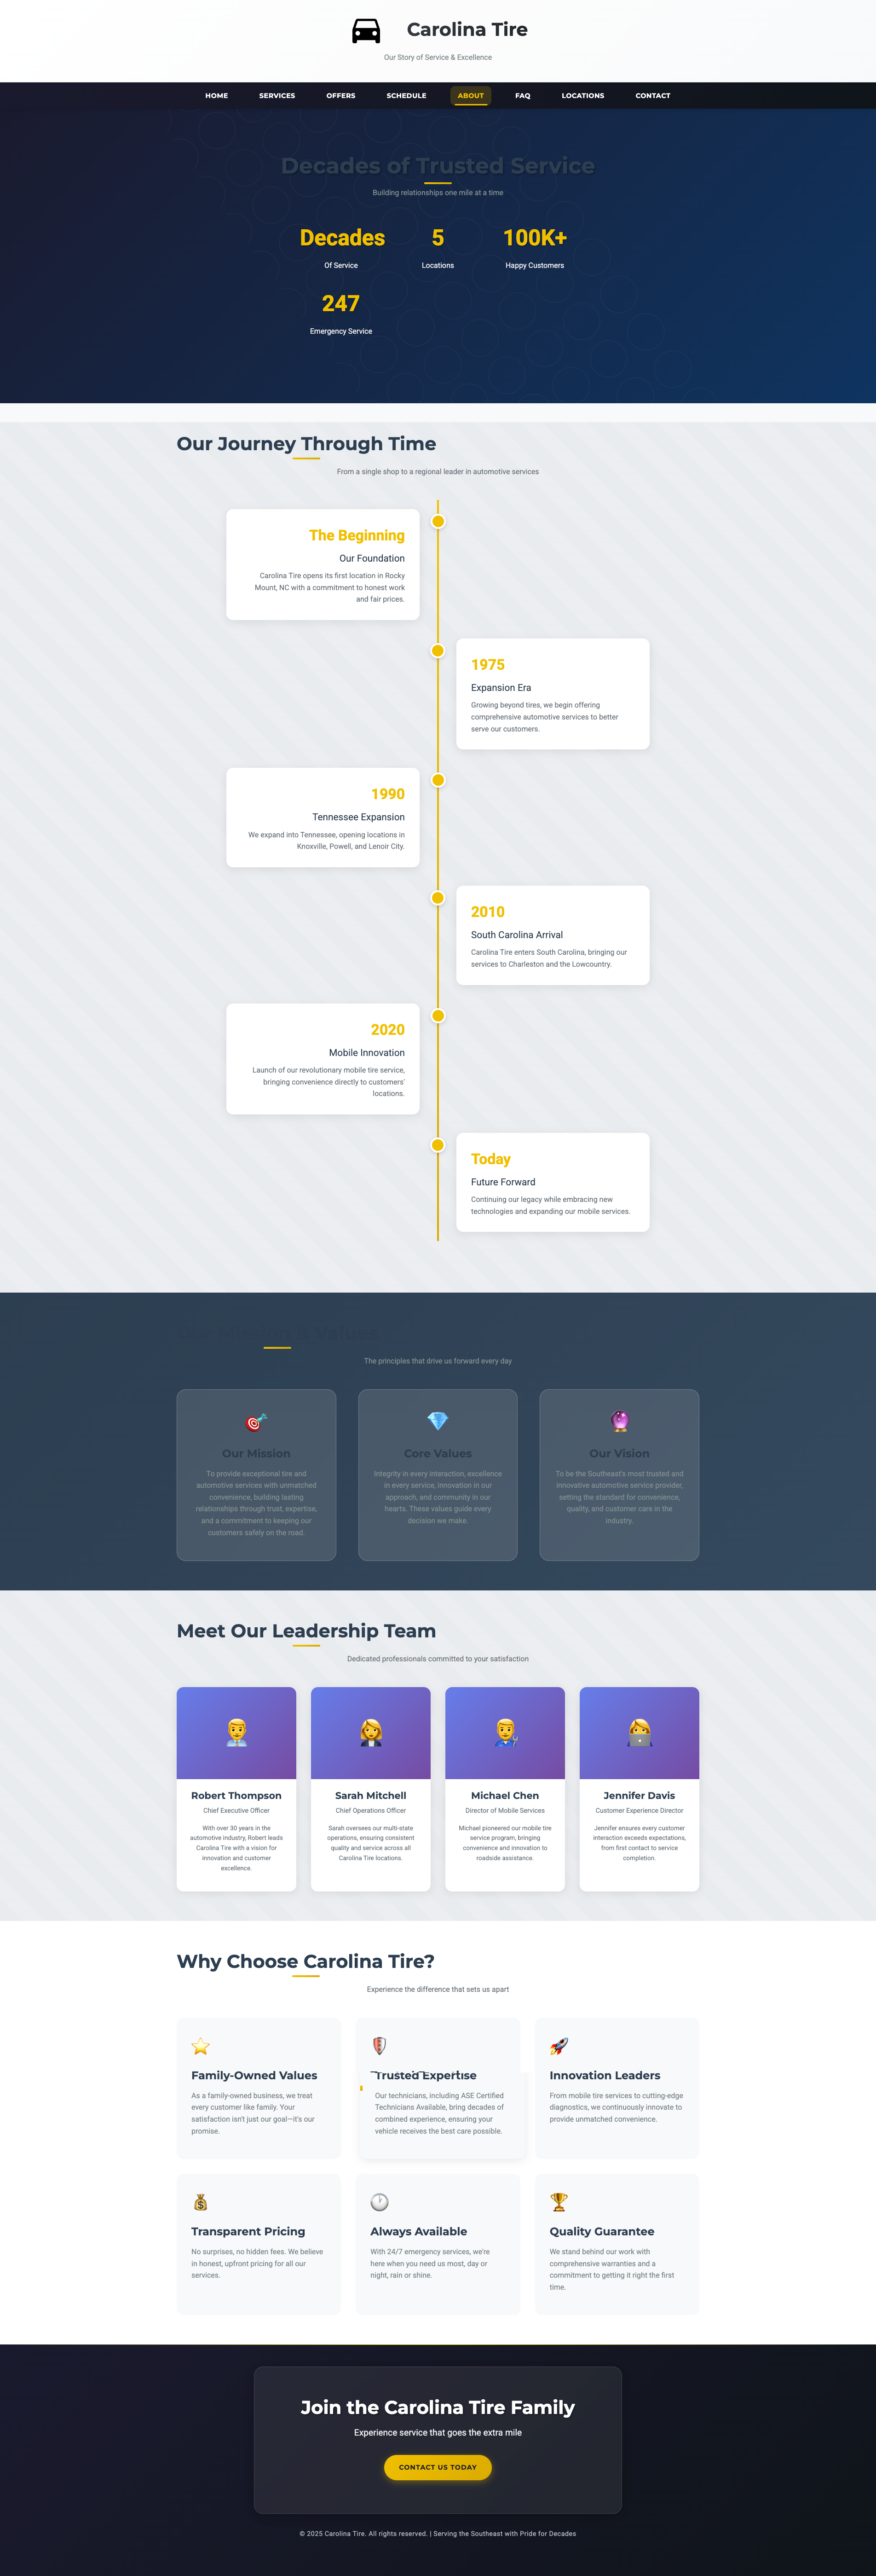 Carolina Tire
Our Story of Service & Excellence
HOME SERVICES OFFERS SCHEDULE ABOUT FAQ LOCATIONS CONTACT
Decades of Trusted Service
Building relationships one mile at a time
Decades
Of Service
5
Locations
100K+
Happy Customers
247
Emergency Service
Our Journey Through Time
From a single shop to a regional leader in automotive services
The Beginning
Our Foundation
Carolina Tire opens its first location in Rocky
Mount, NC with a commitment to honest work
and fair prices.
1975
Expansion Era
Growing beyond tires, we begin offering
comprehensive automotive services to better
serve our customers.
1990
Tennessee Expansion
We expand into Tennessee, opening locations in
Knoxville, Powell, and Lenoir City.
2010
South Carolina Arrival
Carolina Tire enters South Carolina, bringing our
services to Charleston and the Lowcountry.
2020
Mobile Innovation
Launch of our revolutionary mobile tire service,
bringing convenience directly to customers'
locations.
Today
Future Forward
Continuing our legacy while embracing new
technologies and expanding our mobile services.
The principles that drive us forward every day
Our Mission
To provide exceptional tire and
automotive services with unmatched
convenience, building lasting
relationships through trust, expertise,
and a commitment to keeping our
customers safely on the road.
Core Values
Integrity in every interaction, excellence
in every service, innovation in our
approach, and community in our
hearts. These values guide every
decision we make.
Our Vision
To be the Southeast's most trusted and
innovative automotive service provider,
setting the standard for convenience,
quality, and customer care in the
industry.
Meet Our Leadership Team
Dedicated professionals committed to your satisfaction
Robert Thompson
Chief Executive Officer
With over 30 years in the
automotive industry, Robert leads
Carolina Tire with a vision for
innovation and customer
excellence.
Sarah Mitchell
Chief Operations Officer
Sarah oversees our multi-state
operations, ensuring consistent
quality and service across all
Carolina Tire locations.
Michael Chen
Director of Mobile Services
Michael pioneered our mobile tire
service program, bringing
convenience and innovation to
roadside assistance.
Jennifer Davis
Customer Experience Director
Jennifer ensures every customer
interaction exceeds expectations,
from first contact to service
completion.
Why Choose Carolina Tire?
Experience the difference that sets us apart
Family-Owned Values
As a family-owned business, we treat
every customer like family. Your
satisfaction isn't just our goal—it's our
promise.
Trusted Expertise
Our technicians, including ASE Certified
Technicians Available, bring decades of
combined experience, ensuring your
vehicle receives the best care possible.
Innovation Leaders
From mobile tire services to cutting-edge
diagnostics, we continuously innovate to
provide unmatched convenience.
Transparent Pricing
No surprises, no hidden fees. We believe
in honest, upfront pricing for all our
services.
Always Available
With 24/7 emergency services, we're
here when you need us most, day or
night, rain or shine.
Quality Guarantee
We stand behind our work with
comprehensive warranties and a
commitment to getting it right the first
time.
Join the Carolina Tire Family
Experience service that goes the extra mile
CONTACT US TODAY
© 2025 Carolina Tire. All rights reserved. | Serving the Southeast with Pride for Decades